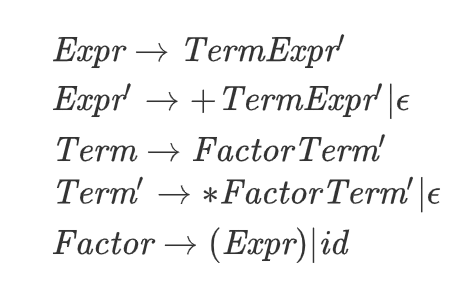 Expr → TermExpr′
Expr′ → +TermExpr′|ϵ
Term → FactorTerm′
Term′ → *FactorTerm′|ϵ
Factor → (Expr)|id